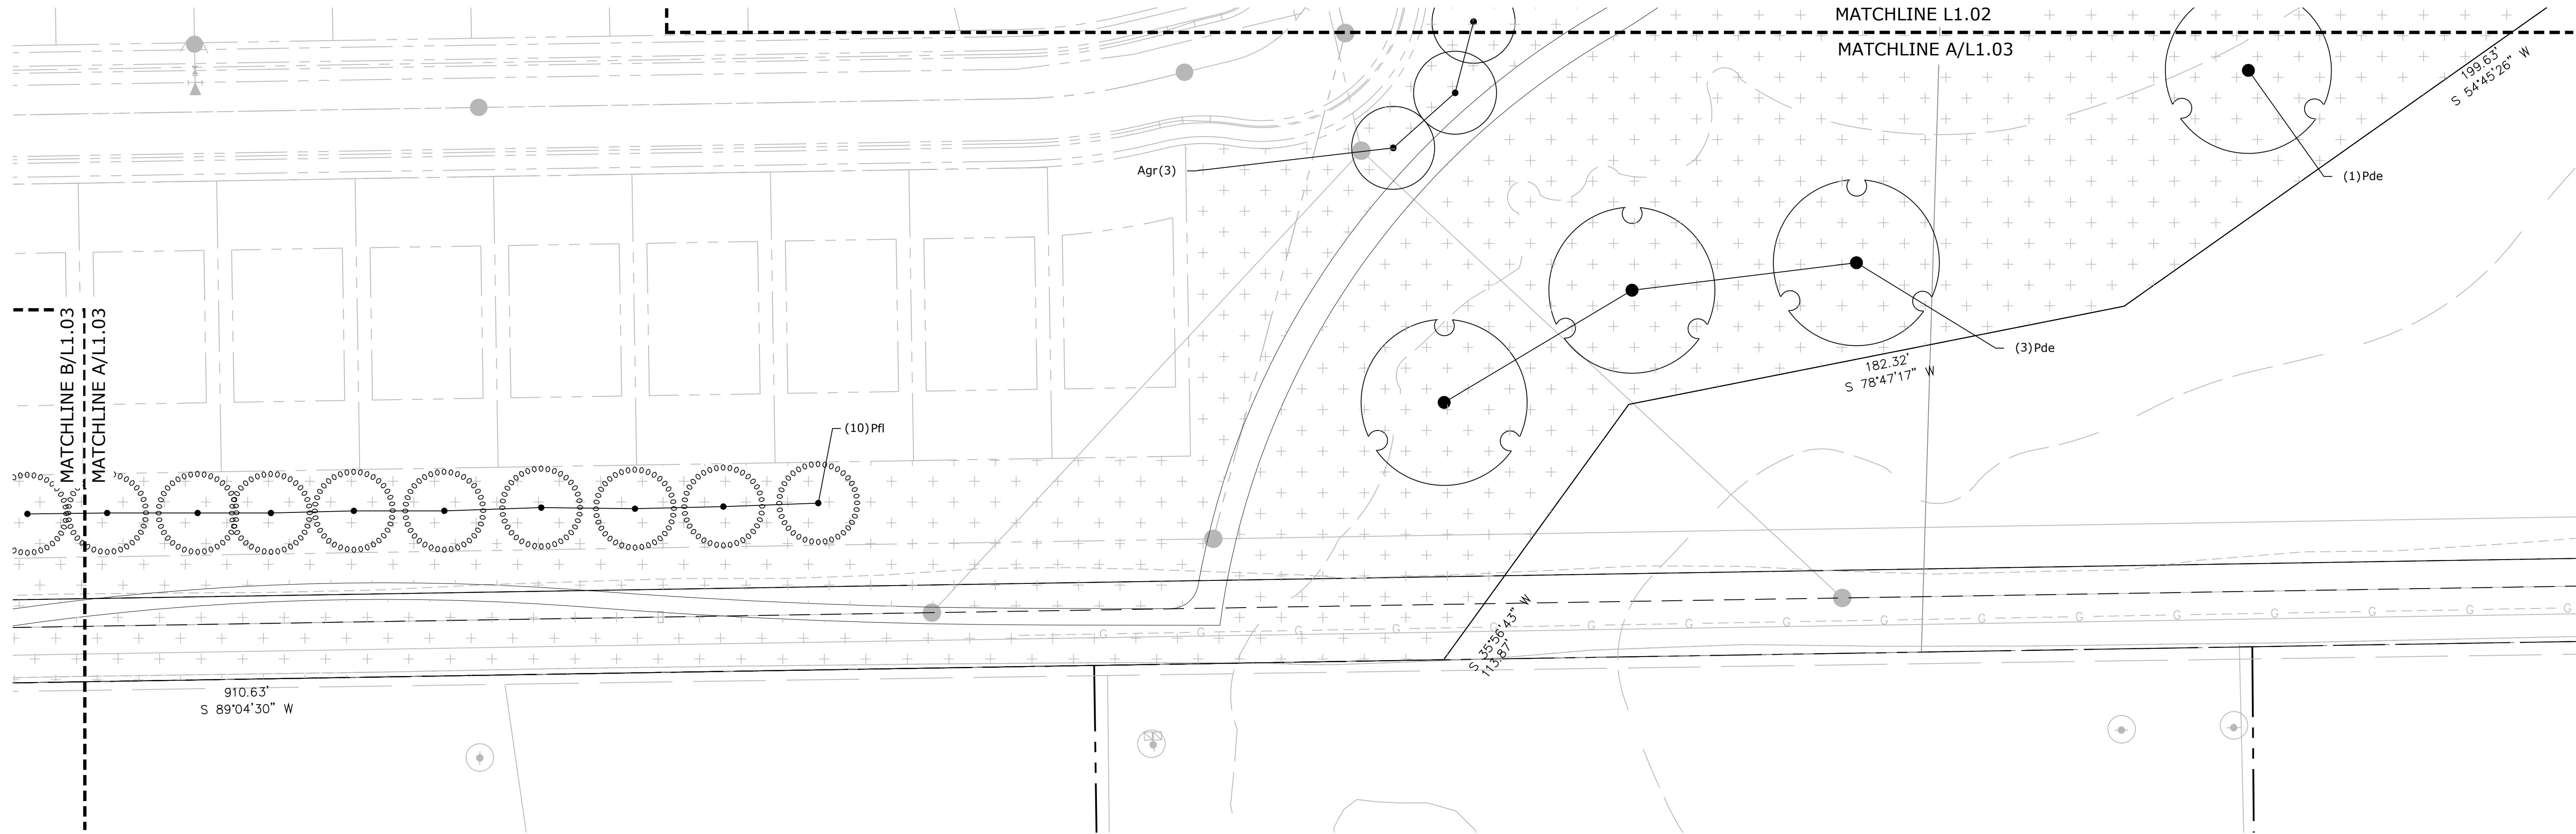 MATCHLINE L1.02
MATCHLINE A/L1.03
199.63'
S 54°45'26" W
Agr(3)
(1)Pde
(3)Pde
182.32'
S 78°47'17" W
MATCHLINE B/L1.03
MATCHLINE A/L1.03
(10)Pfl
S 35°56'43" W
113.87'
G G G G G G G G G G G G G G G G
910.63'
S 89°04'30" W